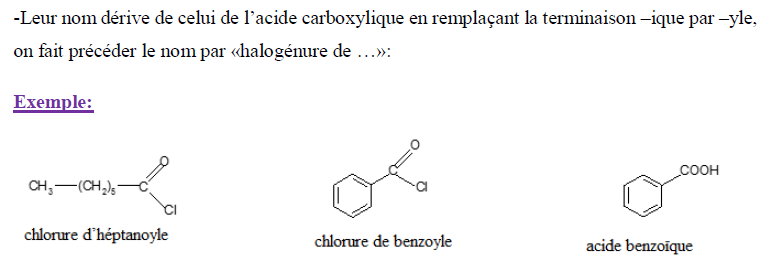 -Leur nom dérive de celui de l'acide carboxylique en remplaçant la terminaison –ique par –yle,
on fait précéder le nom par «halogénure de …»:
Exemple:
CH3—(CH2)5—C
O
Cl
chlorure d'héptanoyle
C
O
Cl
chlorure de benzoyle
COOH
acide benzoïque